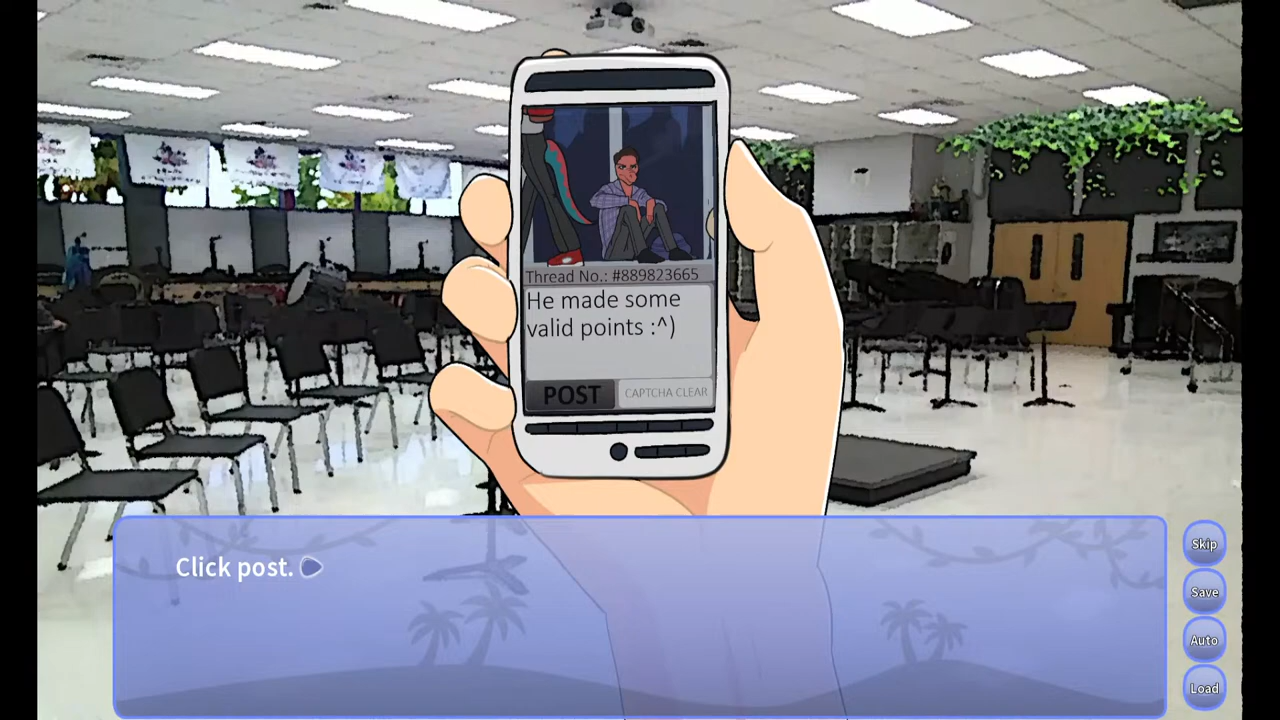 Thread No.: #889823665
He made some
valid points :^)
POST
CAPTCHA CLEAR
Click post.
Skip
Save
Auto
Load